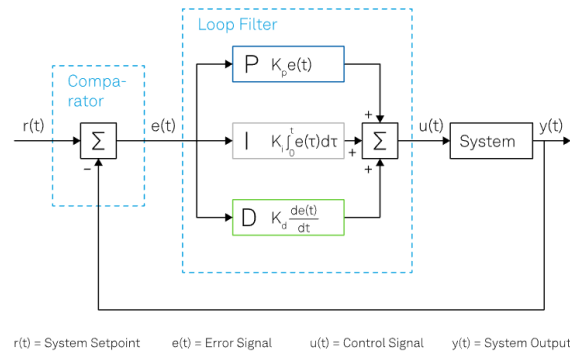 Loop Filter
Compa-
rator
P K_p e(t)
r(t)
Σ
−
e(t)
I K_I ∫_0^t e(τ)dτ
+
+
+
Σ
u(t)
System
y(t)
D K_d de(t)/dt
r(t) = System Setpoint e(t) = Error Signal u(t) = Control Signal y(t) = System Output